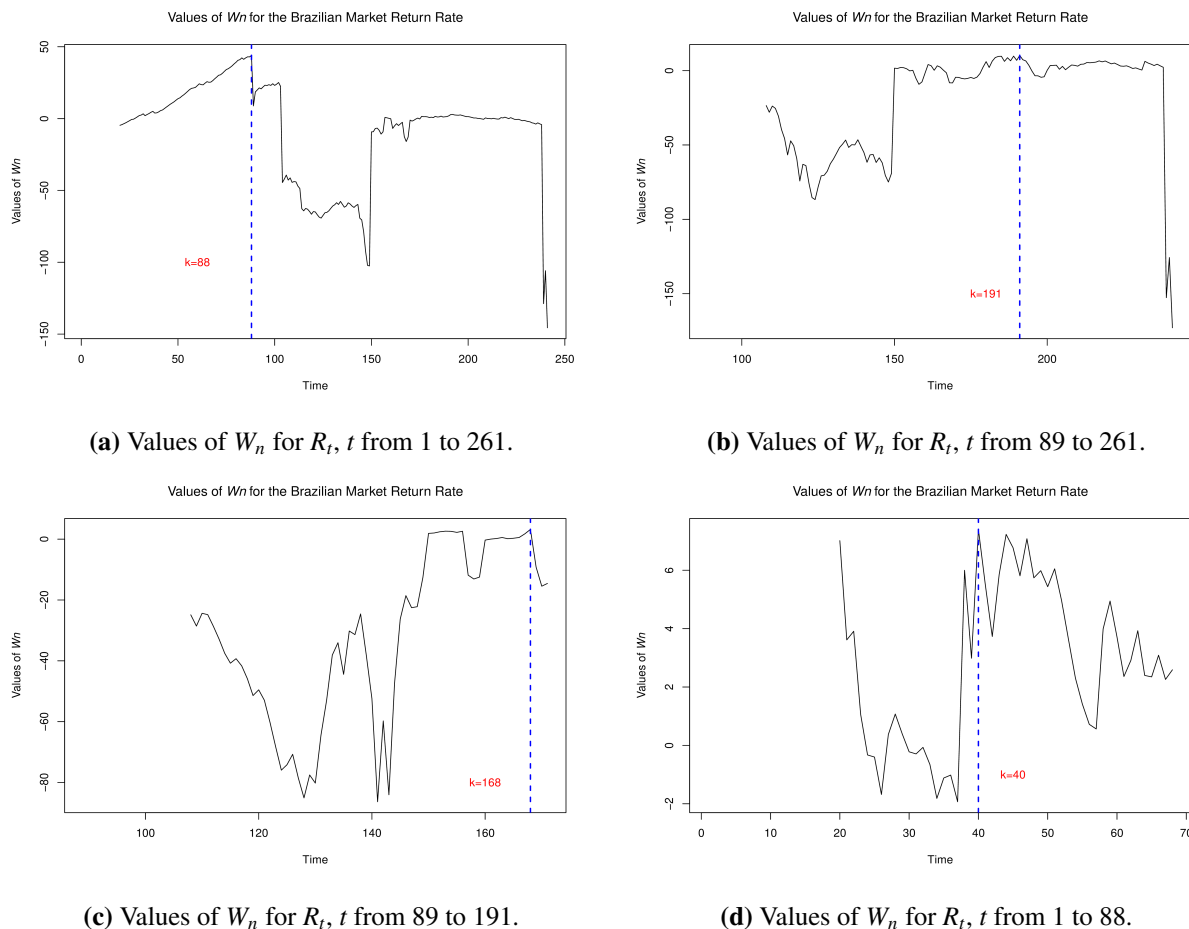 Values of Wn for the Brazilian Market Return Rate
Values of Wn
50
0
−50
−100
−150
k=88
0 50 100 150 200 250
Time
(a) Values of Wn for Rt, t from 1 to 261.
Values of Wn for the Brazilian Market Return Rate
Values of Wn
0
−50
−100
−150
k=191
100 150 200
Time
(b) Values of Wn for Rt, t from 89 to 261.
Values of Wn for the Brazilian Market Return Rate
Values of Wn
0
−20
−40
−60
−80
k=168
100 120 140 160
Time
(c) Values of Wn for Rt, t from 89 to 191.
Values of Wn for the Brazilian Market Return Rate
Values of Wn
6
4
2
0
−2
k=40
0 10 20 30 40 50 60 70
Time
(d) Values of Wn for Rt, t from 1 to 88.